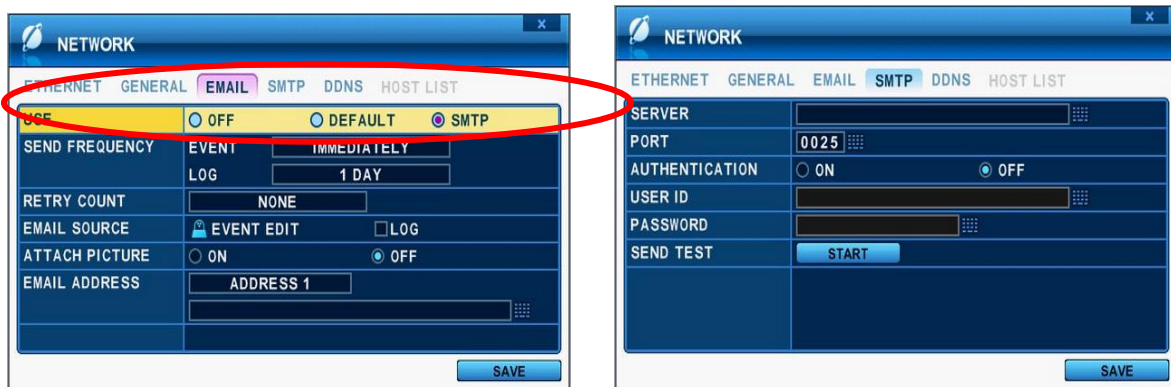 NETWORK
x
ETHERNET GENERAL EMAIL SMTP DDNS HOST LIST
USE OFF DEFAULT SMTP
SEND FREQUENCY EVENT IMMEDIATELY
LOG 1 DAY
RETRY COUNT NONE
EMAIL SOURCE EVENT EDIT LOG
ATTACH PICTURE ON OFF
EMAIL ADDRESS ADDRESS 1
SAVE
NETWORK
x
ETHERNET GENERAL EMAIL SMTP DDNS HOST LIST
SERVER
PORT 0025
AUTHENTICATION ON OFF
USER ID
PASSWORD
SEND TEST START
SAVE